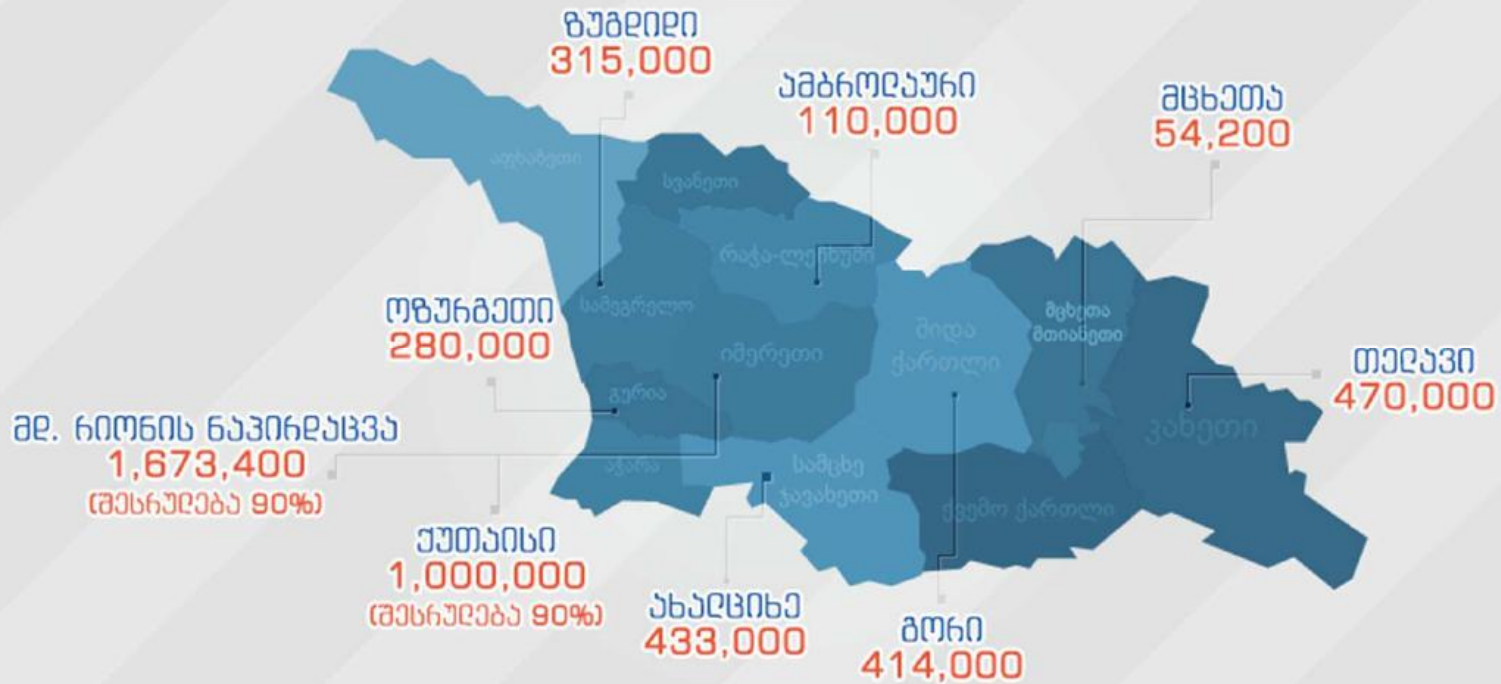 ზუგდიდი
315,000
ამბროლაური
110,000
მცხეთა
54,200
აფხაზეთი
სვანეთი
რაჭა-ლეჩხუმი
სამეგრელო
ოზურგეთი
280,000
იმერეთი
შიდა
ქართლი
მცხეთა
მთიანეთი
თელავი
470,000
გურია
კახეთი
მდ. რიონის ნაპირდაცვა
1,673,400
(შესრულება 90%)
აჭარა
სამცხე
ჯავახეთი
ქვემო ქართლი
ქუთაისი
1,000,000
(შესრულება 90%)
ახალციხე
433,000
გორი
414,000